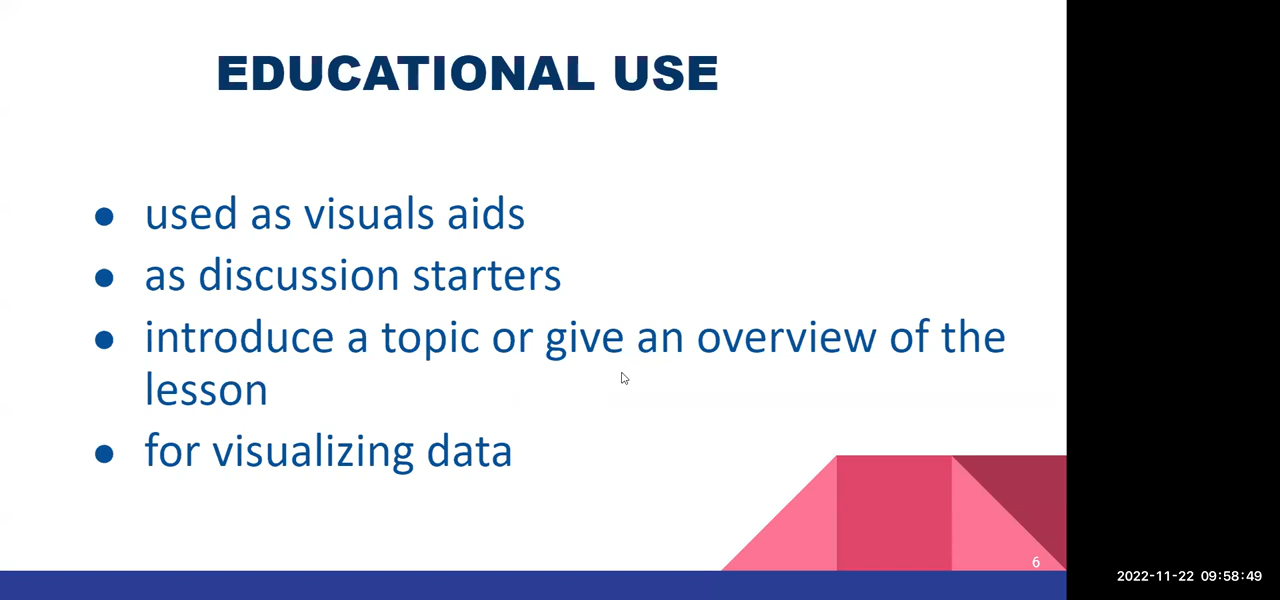 EDUCATIONAL USE
● used as visuals aids
● as discussion starters
● introduce a topic or give an overview of the
lesson
● for visualizing data
6
2022-11-22 09:58:49